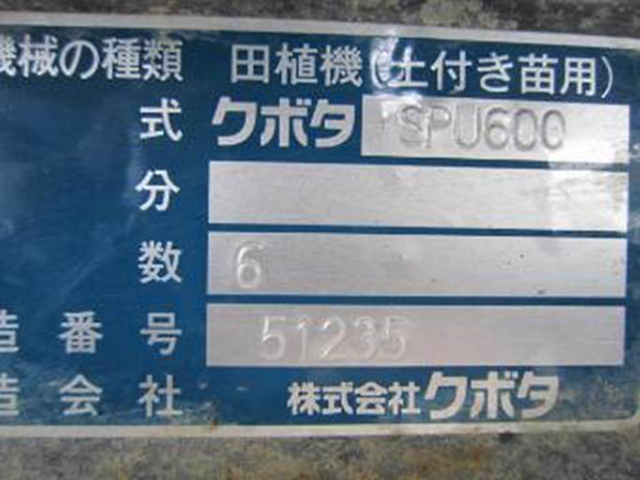 機械の種類 田植機(土付き苗用)
式 クボタ SPU600
分
数 6
造番号 51235
造会社 株式会社クボタ